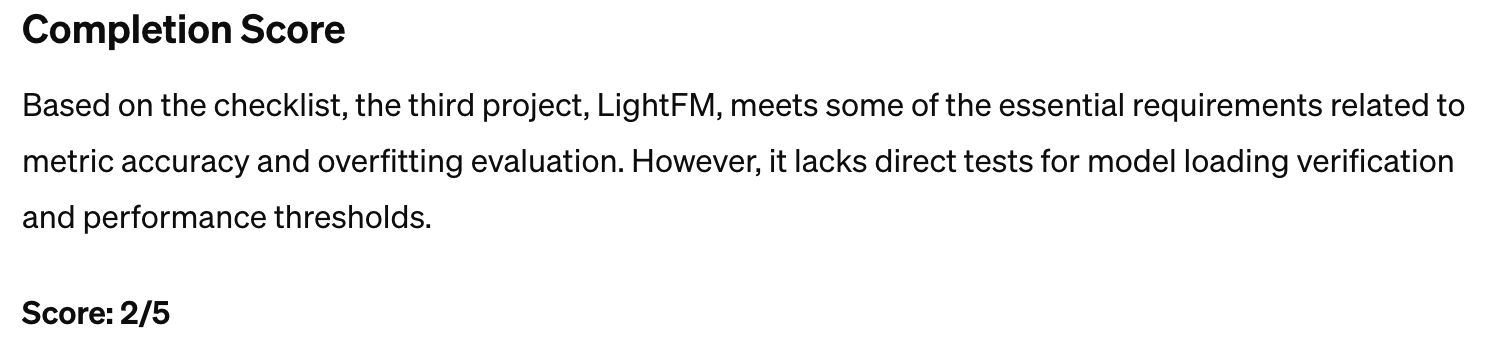 Completion Score
Based on the checklist, the third project, LightFM, meets some of the essential requirements related to
metric accuracy and overfitting evaluation. However, it lacks direct tests for model loading verification
and performance thresholds.
Score: 2/5